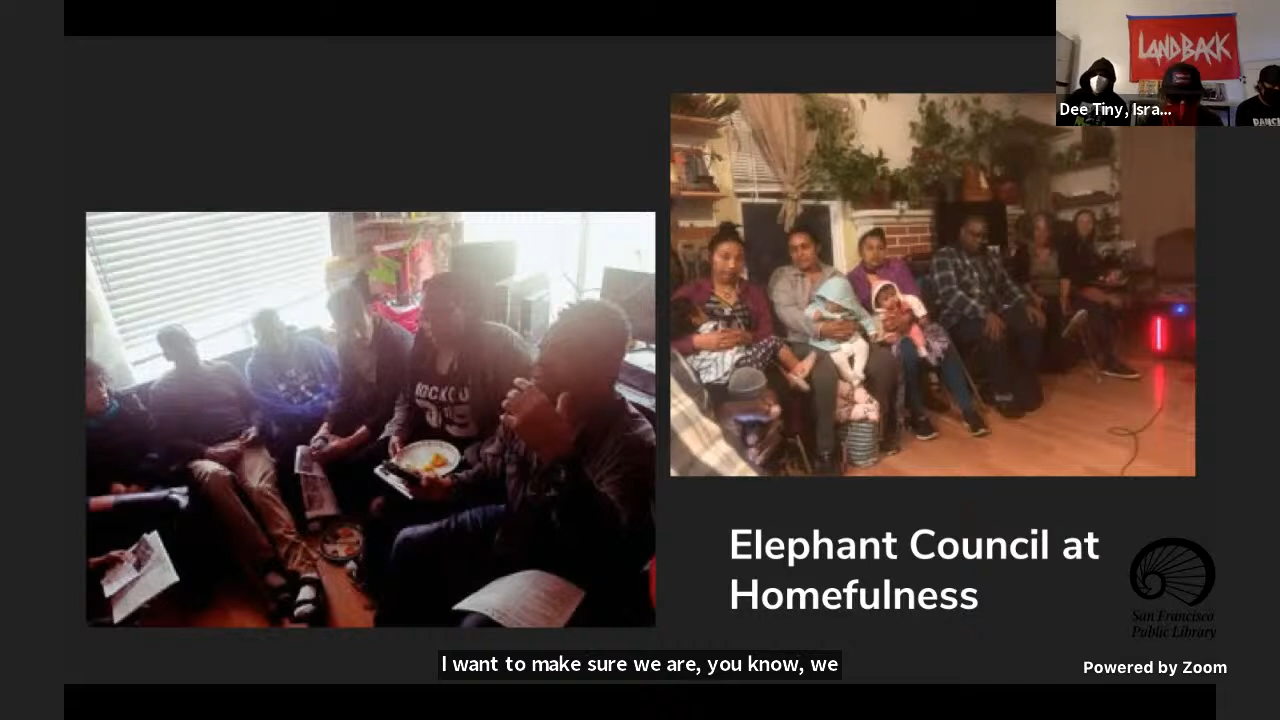 LANDBACK
Dee Tiny, Isra...
Elephant Council at
Homefulness
San Francisco
Public Library
I want to make sure we are, you know, we
Powered by Zoom